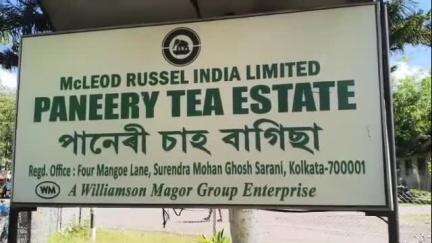 McLEOD RUSSEL INDIA LIMITED
PANEERY TEA ESTATE
পানেৰী চাহ বাগিছা
Regd. Office : Four Mangoe Lane, Surendra Mohan Ghosh Sarani, Kolkata-700001
WM A Williamson Magor Group Enterprise